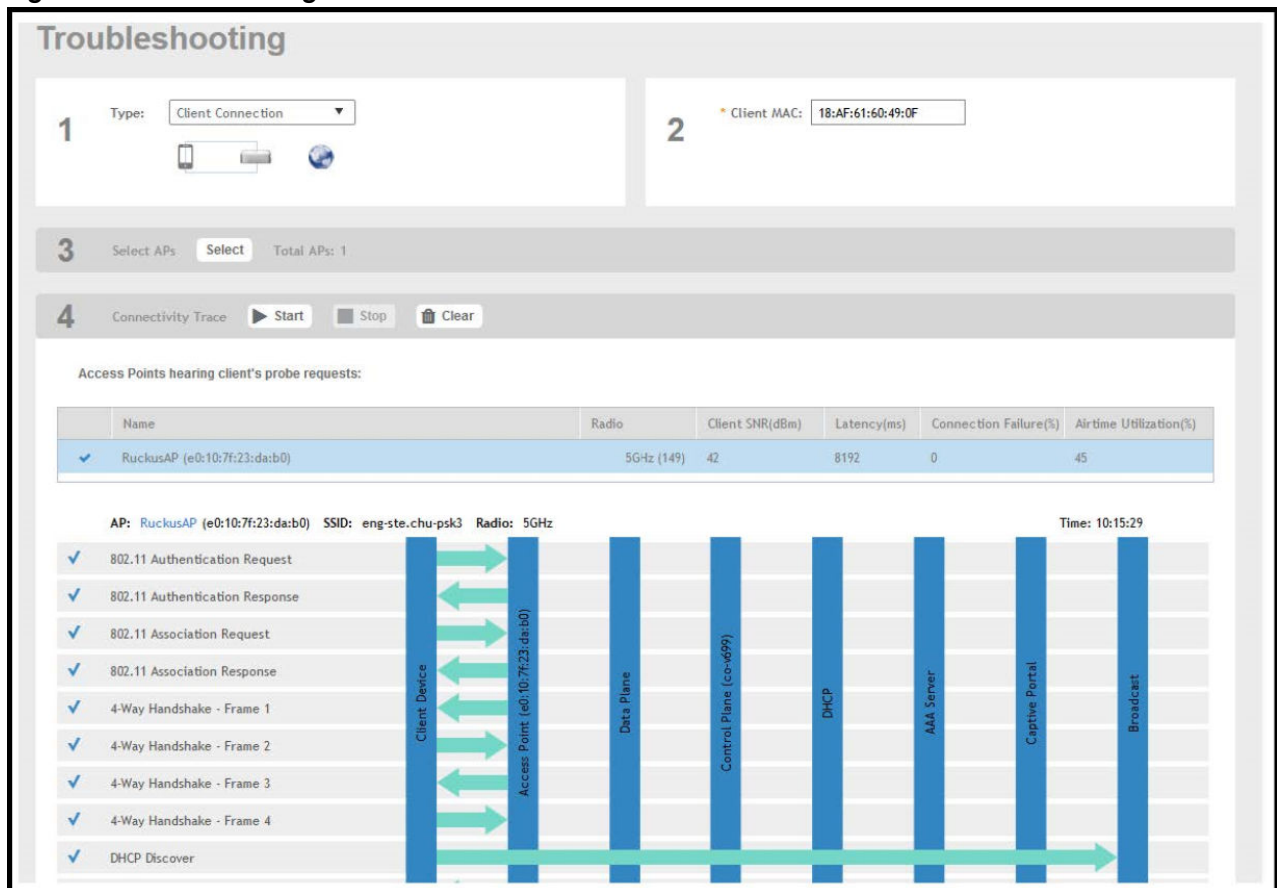 Troubleshooting
1
Type: Client Connection
2
* Client MAC: 18:AF:61:60:49:0F
3 Select APs Select Total APs: 1
4 Connectivity Trace Start Stop Clear
Access Points hearing client's probe requests:
Name Radio Client SNR(dBm) Latency(ms) Connection Failure(%) Airtime Utilization(%)
RuckusAP (e0:10:7f:23:da:b0) 5GHz (149) 42 8192 0 45
AP: RuckusAP (e0:10:7f:23:da:b0) SSID: eng-ste.chu-psk3 Radio: 5GHz Time: 10:15:29
802.11 Authentication Request
802.11 Authentication Response
802.11 Association Request
802.11 Association Response
4-Way Handshake - Frame 1
4-Way Handshake - Frame 2
4-Way Handshake - Frame 3
4-Way Handshake - Frame 4
DHCP Discover
Client Device
Access Point (e0:10:7f:23:da:b0)
Data Plane
Control Plane (co-v699)
DHCP
AAA Server
Captive Portal
Broadcast